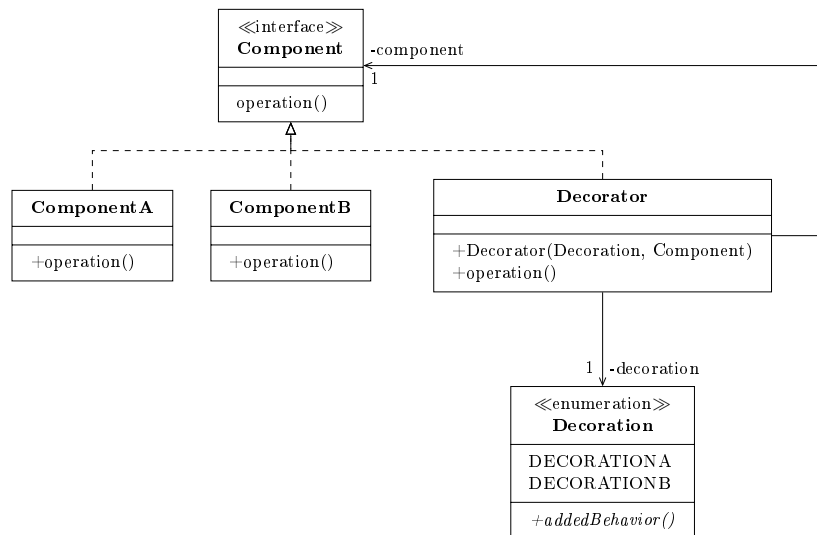 ≪interface≫
Component
-component
1
operation()
ComponentA
+operation()
ComponentB
+operation()
Decorator
+Decorator(Decoration, Component)
+operation()
1
-decoration
≪enumeration≫
Decoration
DECORATIONA
DECORATIONB
+addedBehavior()